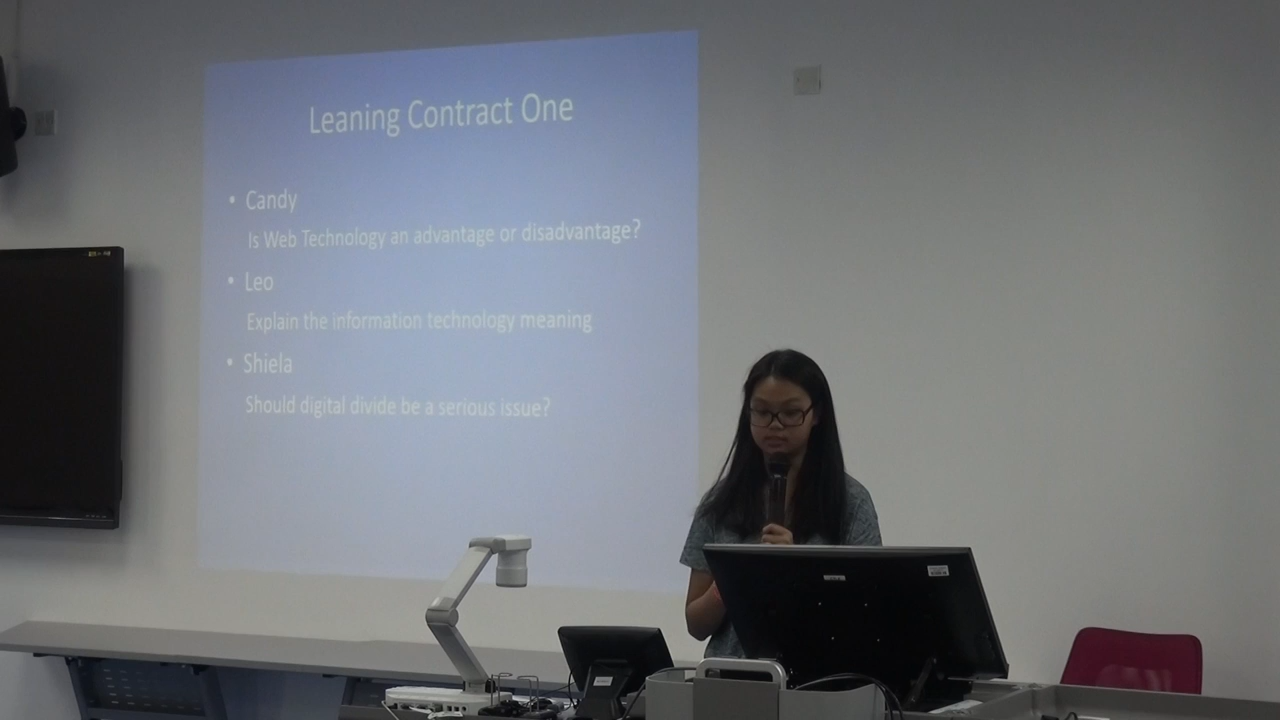 Leaning Contract One
• Candy
Is Web Technology an advantage or disadvantage?
• Leo
Explain the information technology meaning
• Shiela
Should digital divide be a serious issue?